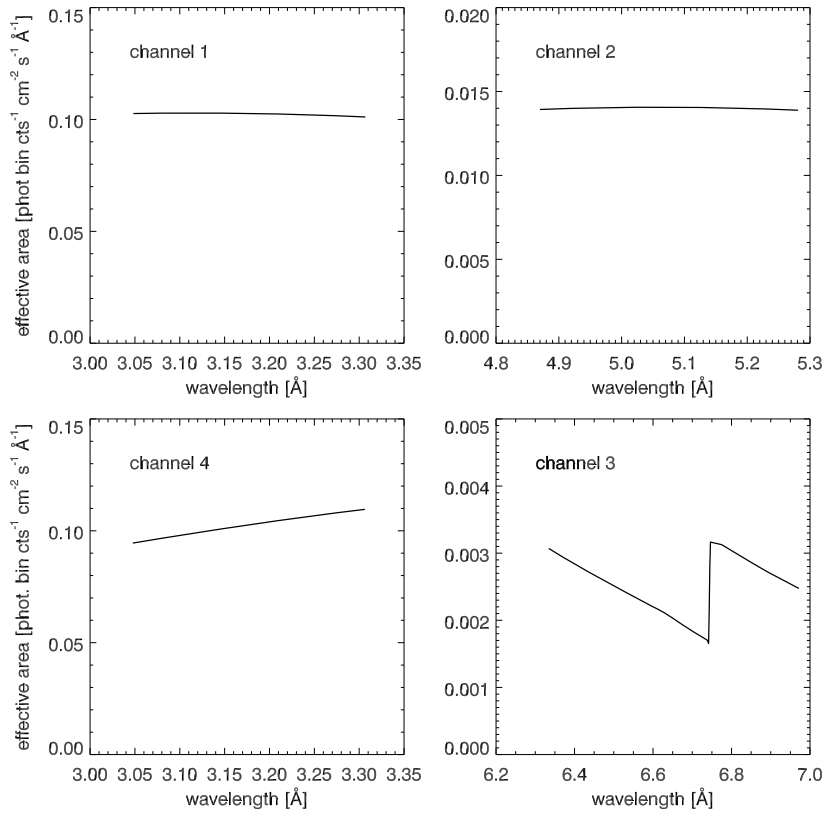 effective area [phot bin cts⁻¹ cm⁻² s⁻¹ Å⁻¹]
0.15
0.10
0.05
0.00
channel 1
3.00 3.05 3.10 3.15 3.20 3.25 3.30 3.35
wavelength [Å]
0.020
0.015
0.010
0.005
0.000
channel 2
4.8 4.9 5.0 5.1 5.2 5.3
wavelength [Å]
effective area [phot. bin cts⁻¹ cm⁻² s⁻¹ Å⁻¹]
0.15
0.10
0.05
0.00
channel 4
3.00 3.05 3.10 3.15 3.20 3.25 3.30 3.35
wavelength [Å]
0.005
0.004
0.003
0.002
0.001
0.000
channel 3
6.2 6.4 6.6 6.8 7.0
wavelength [Å]